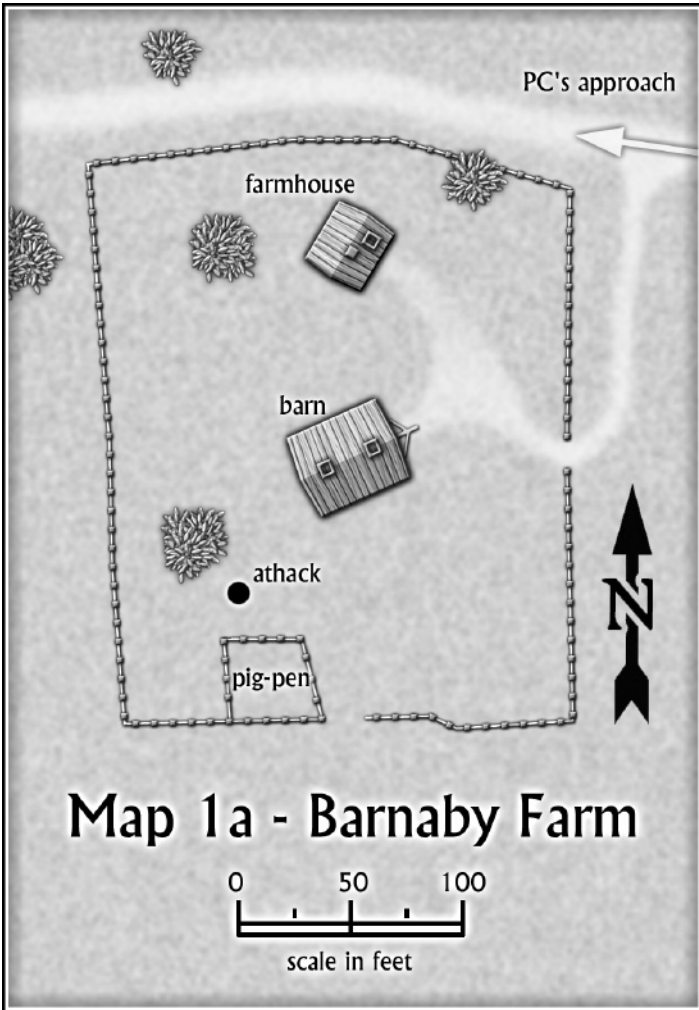 PC's approach
farmhouse
barn
athack
N
pig-pen
Map 1a - Barnaby Farm
0 50 100
scale in feet